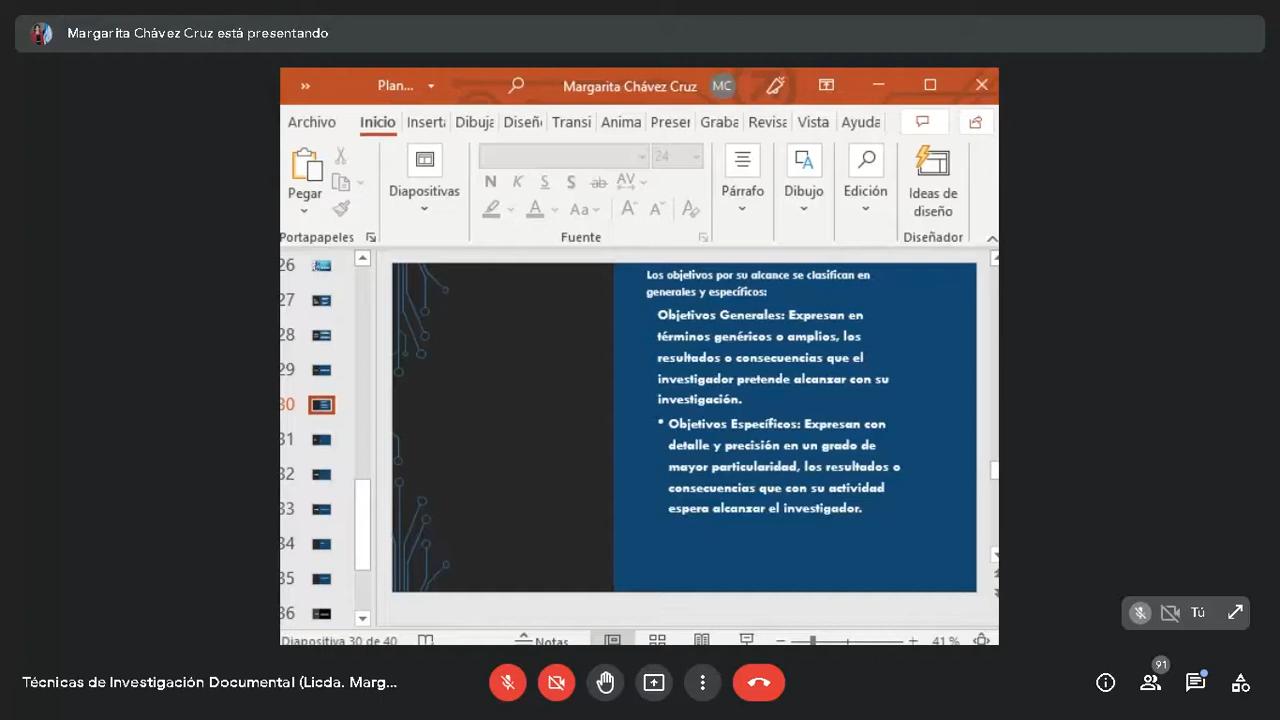 Margarita Chávez Cruz está presentando
Plan...
Margarita Chávez Cruz MC
Archivo Inicio Inserta Dibuja Diseñ Transi Anima Preser Graba Revisa Vista Ayuda
Pegar
Diapositivas
24
N K S S ab AV
Aa A A
Párrafo Dibujo Edición Ideas de diseño
Portapapeles Fuente Diseñador
26
27
28
29
30
31
32
33
34
35
36
Los objetivos por su alcance se clasifican en
generales y específicos:
Objetivos Generales: Expresan en
términos genéricos o amplios, los
resultados o consecuencias que el
investigador pretende alcanzar con su
investigación.
• Objetivos Específicos: Expresan con
detalle y precisión en un grado de
mayor particularidad, los resultados o
consecuencias que con su actividad
espera alcanzar el investigador.
Diapositiva 30 de 40 Notas 41 %
Tú
Técnicas de Investigación Documental (Licda. Marg...
91